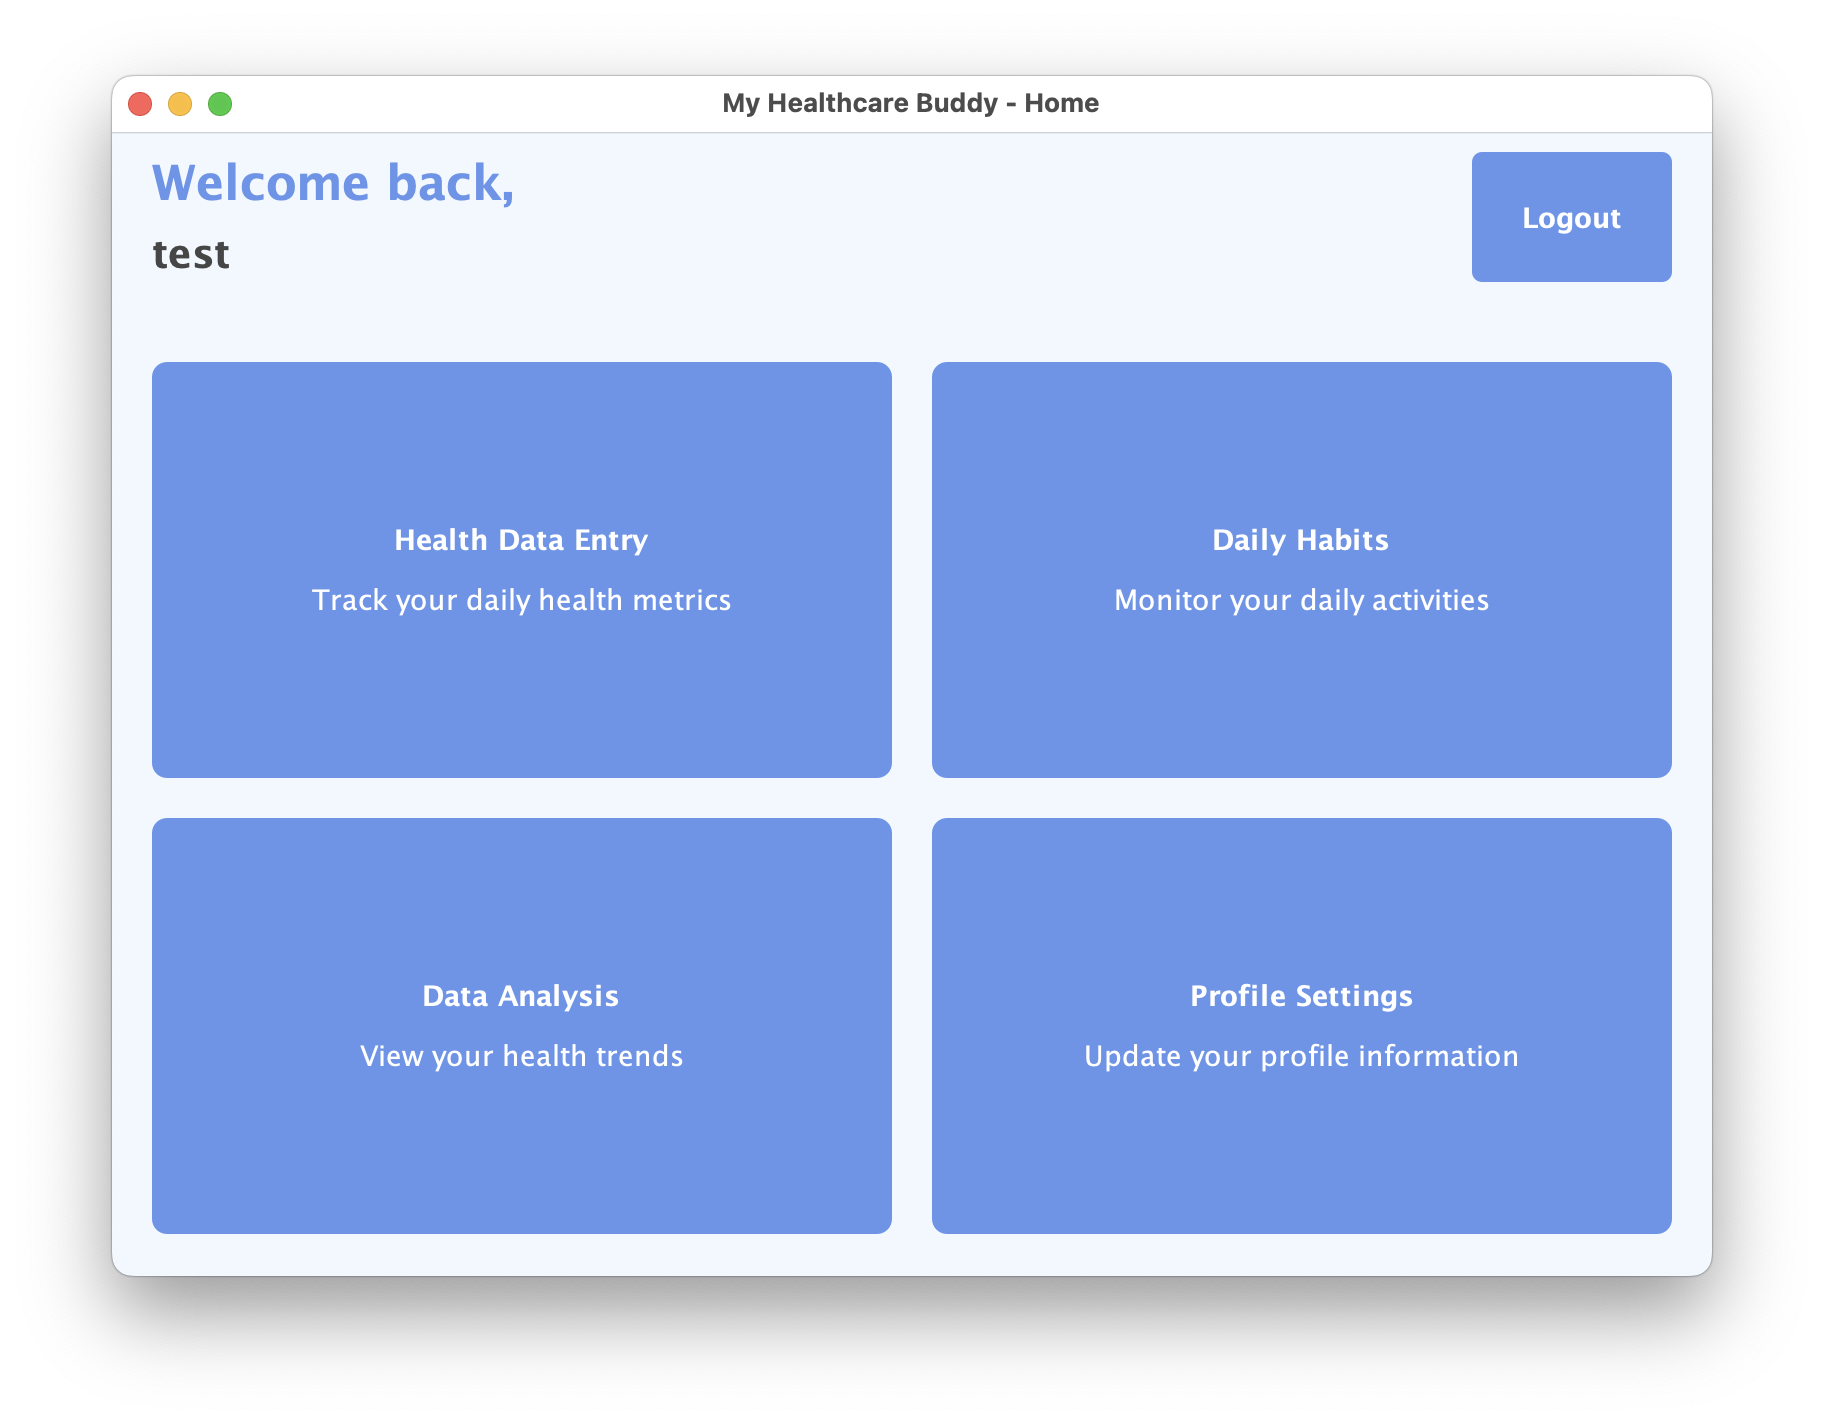 My Healthcare Buddy - Home
Welcome back,
test
Logout
Health Data Entry
Track your daily health metrics
Daily Habits
Monitor your daily activities
Data Analysis
View your health trends
Profile Settings
Update your profile information